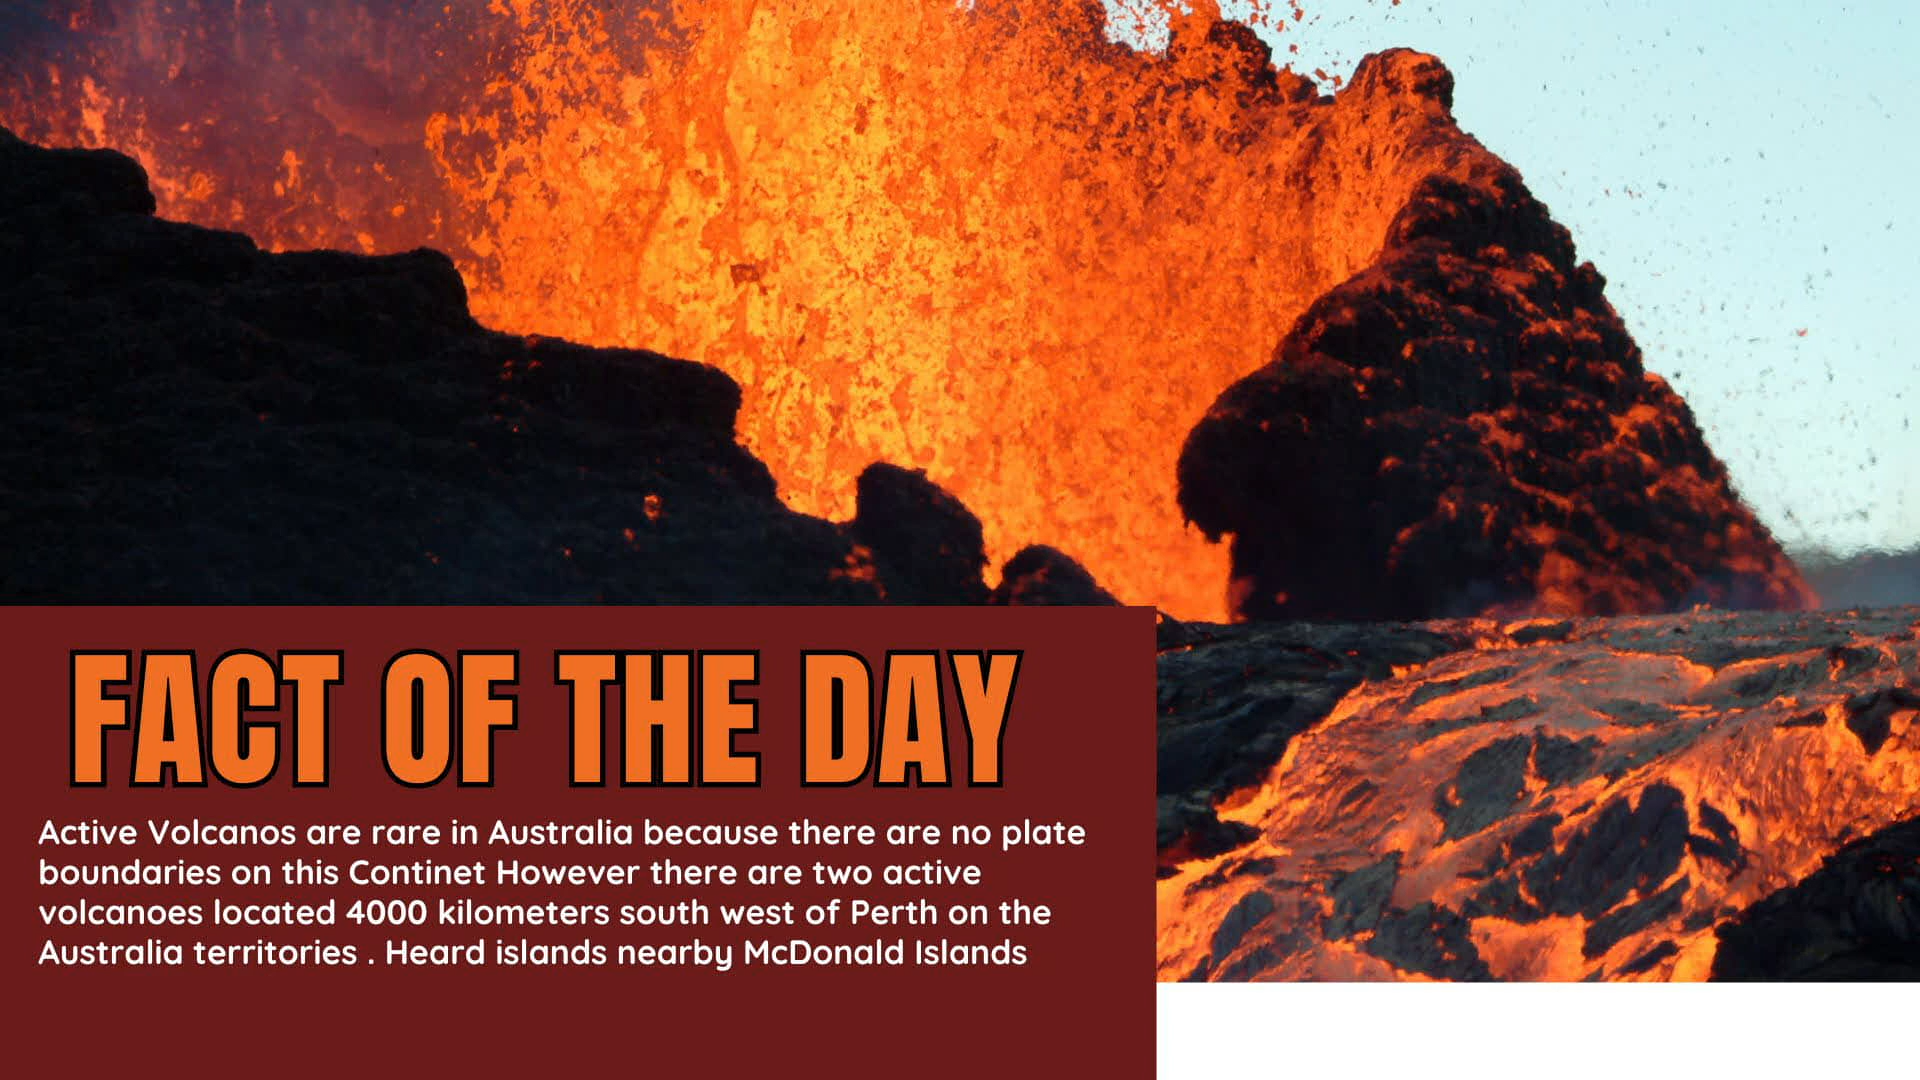 FACT OF THE DAY
Active Volcanos are rare in Australia because there are no plate
boundaries on this Continet However there are two active
volcanoes located 4000 kilometers south west of Perth on the
Australia territories . Heard islands nearby McDonald Islands